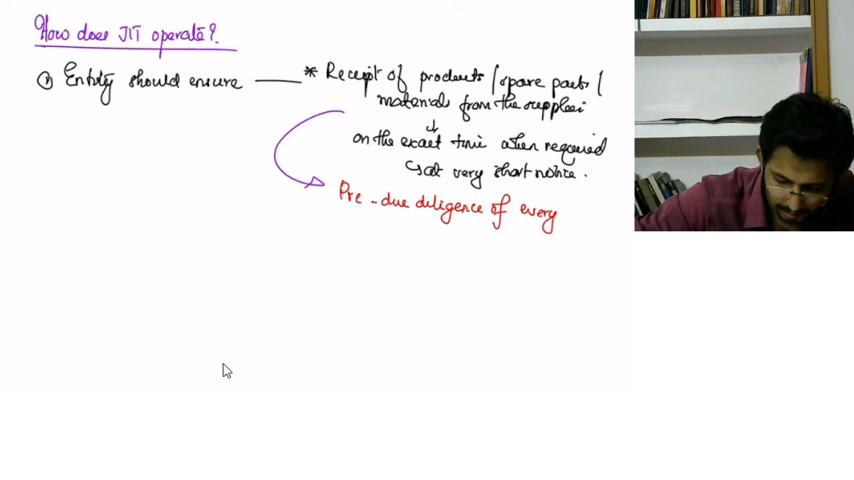 How does JIT operate?
① Entity should ensure — * Receipt of products / spare parts /
materials from the supplier
↓
on the exact time when required
↳ at very short notice.
Pre-due diligence of every